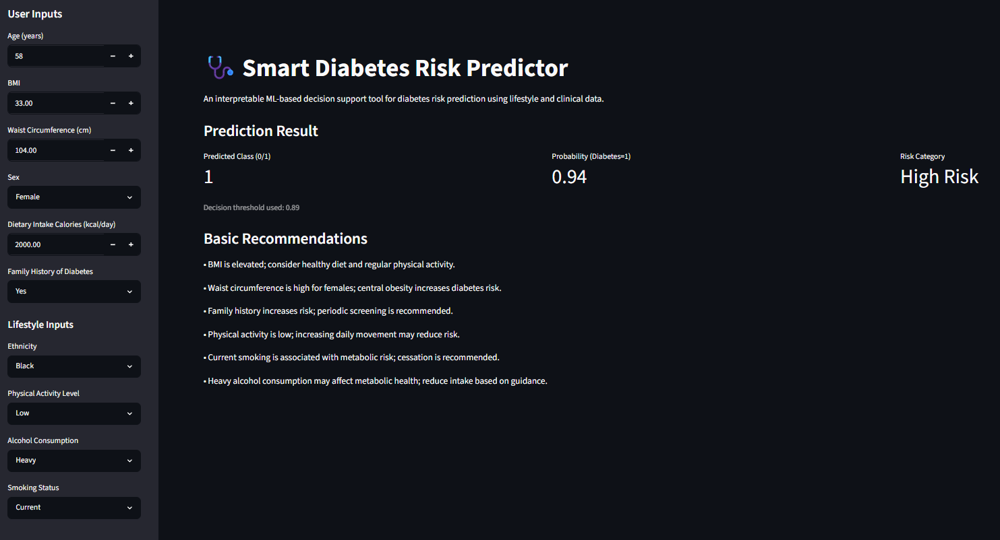 User Inputs
Age (years)
58
BMI
33.00
Waist Circumference (cm)
104.00
Sex
Female
Dietary Intake Calories (kcal/day)
2000.00
Family History of Diabetes
Yes
Lifestyle Inputs
Ethnicity
Black
Physical Activity Level
Low
Alcohol Consumption
Heavy
Smoking Status
Current
Smart Diabetes Risk Predictor
An interpretable ML-based decision support tool for diabetes risk prediction using lifestyle and clinical data.
Prediction Result
Predicted Class (0/1)
1
Probability (Diabetes=1)
0.94
Risk Category
High Risk
Decision threshold used: 0.89
Basic Recommendations
• BMI is elevated; consider healthy diet and regular physical activity.
• Waist circumference is high for females; central obesity increases diabetes risk.
• Family history increases risk; periodic screening is recommended.
• Physical activity is low; increasing daily movement may reduce risk.
• Current smoking is associated with metabolic risk; cessation is recommended.
• Heavy alcohol consumption may affect metabolic health; reduce intake based on guidance.